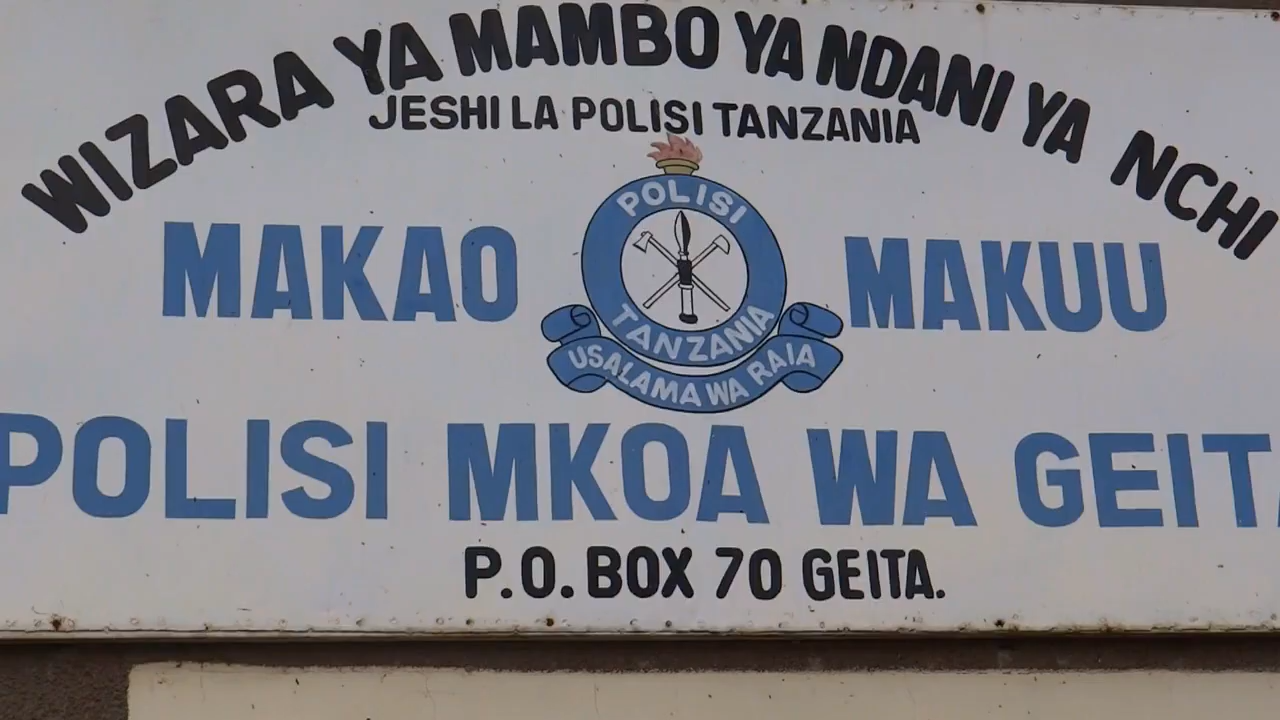 WIZARA YA MAMBO YA NDANI YA NCHI
JESHI LA POLISI TANZANIA
MAKAO MAKUU
POLISI
TANZANIA
USALAMA WA RAIA
POLISI MKOA WA GEITA
P.O. BOX 70 GEITA.